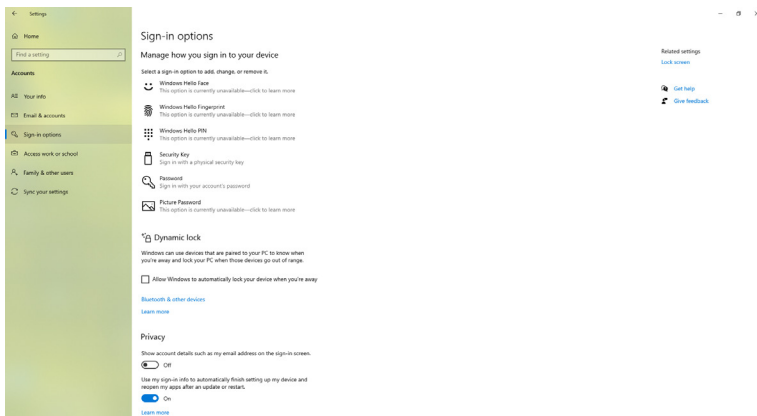 Settings
Home
Find a setting
Accounts
Your info
Email & accounts
Sign-in options
Access work or school
Family & other users
Sync your settings
Sign-in options
Manage how you sign in to your device
Select a sign-in option to add, change, or remove it.
Windows Hello Face
This option is currently unavailable—click to learn more
Windows Hello Fingerprint
This option is currently unavailable—click to learn more
Windows Hello PIN
This option is currently unavailable—click to learn more
Security Key
Sign in with a physical security key
Password
Sign in with your account's password
Picture Password
This option is currently unavailable—click to learn more
Dynamic lock
Windows can use devices that are paired to your PC to know when
you're away and lock your PC when those devices go out of range.
Allow Windows to automatically lock your device when you're away
Bluetooth & other devices
Learn more
Privacy
Show account details such as my email address on the sign-in screen.
Off
Use my sign-in info to automatically finish setting up my device and
reopen my apps after an update or restart.
On
Learn more
Related settings
Lock screen
Get help
Give feedback